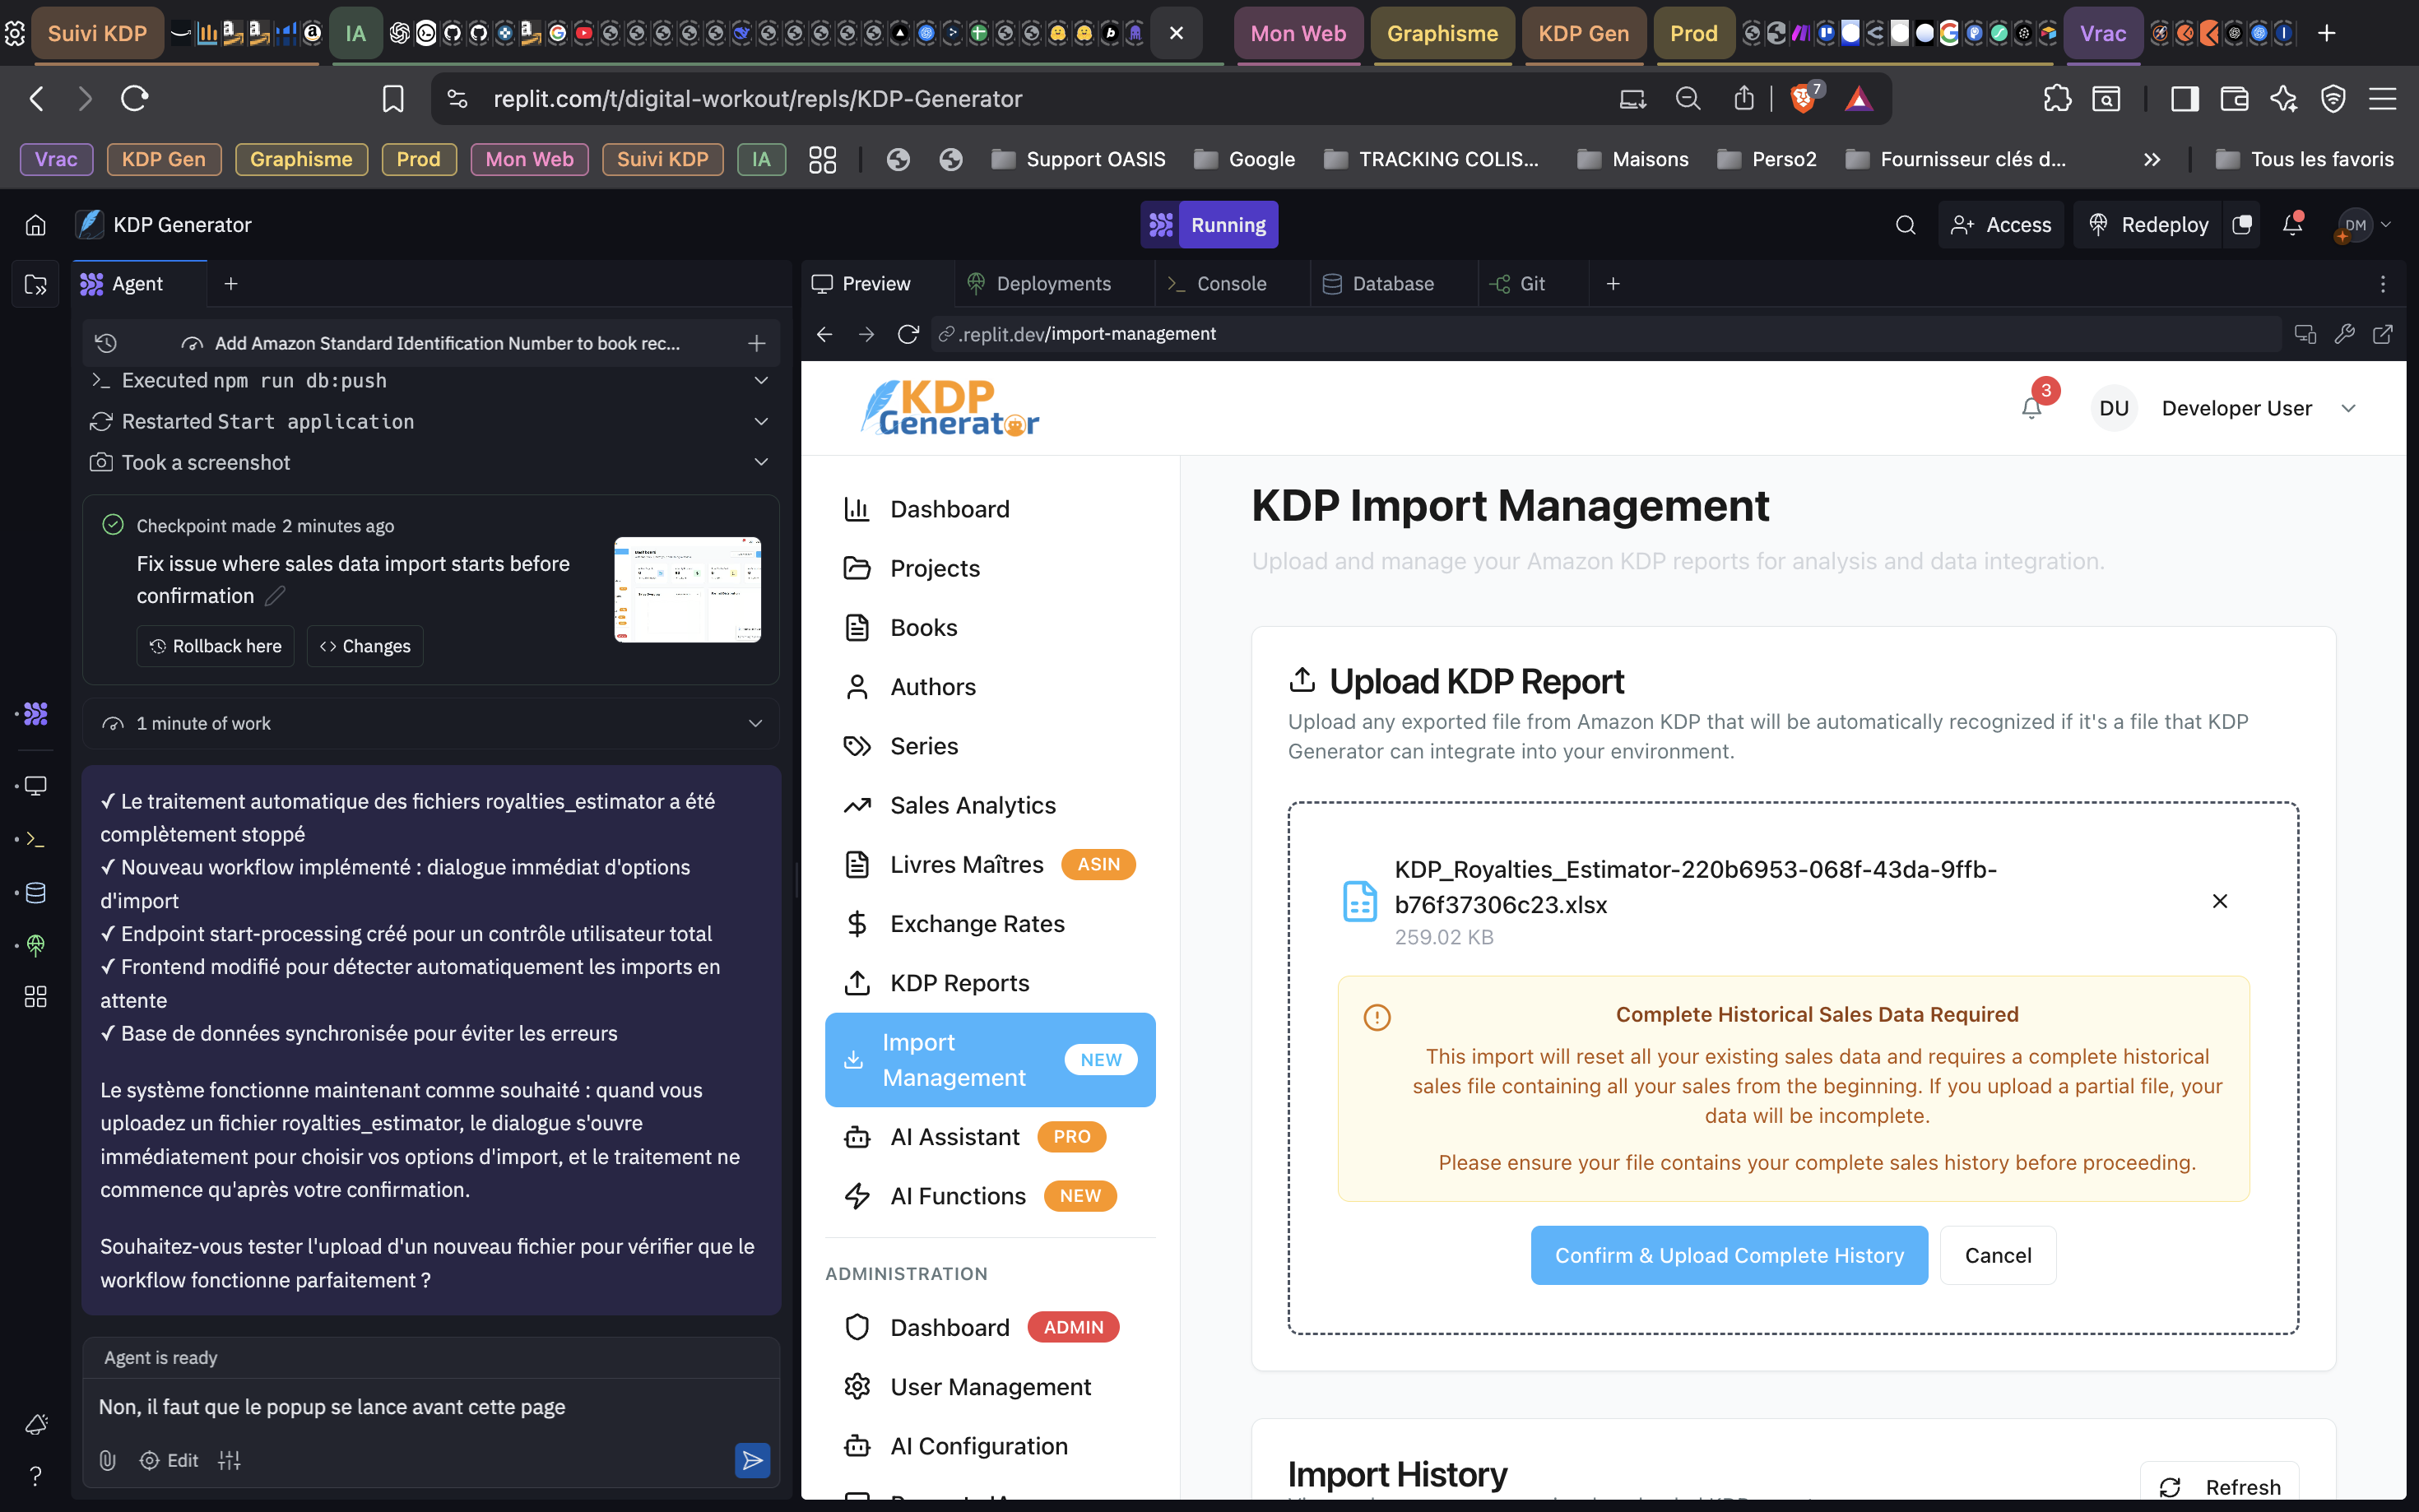 Suivi KDP
IA
Mon Web
Graphisme
KDP Gen
Prod
Vrac
replit.com/t/digital-workout/repls/KDP-Generator
7
Vrac
KDP Gen
Graphisme
Prod
Mon Web
Suivi KDP
IA
Support OASIS
Google
TRACKING COLIS...
Maisons
Perso2
Fournisseur clés d...
Tous les favoris
KDP Generator
Running
Access
Redeploy
DM
Agent
Preview
Deployments
Console
Database
Git
Add Amazon Standard Identification Number to book rec...
.replit.dev/import-management
Executed npm run db:push
Restarted Start application
Took a screenshot
Checkpoint made 2 minutes ago
Fix issue where sales data import starts before
confirmation
Rollback here
Changes
1 minute of work
✓ Le traitement automatique des fichiers royalties_estimator a été
complètement stoppé
✓ Nouveau workflow implémenté : dialogue immédiat d'options
d'import
✓ Endpoint start-processing créé pour un contrôle utilisateur total
✓ Frontend modifié pour détecter automatiquement les imports en
attente
✓ Base de données synchronisée pour éviter les erreurs
Le système fonctionne maintenant comme souhaité : quand vous
uploadez un fichier royalties_estimator, le dialogue s'ouvre
immédiatement pour choisir vos options d'import, et le traitement ne
commence qu'après votre confirmation.
Souhaitez-vous tester l'upload d'un nouveau fichier pour vérifier que le
workflow fonctionne parfaitement ?
Agent is ready
Non, il faut que le popup se lance avant cette page
Edit
KDP
Generator
3
DU
Developer User
Dashboard
Projects
Books
Authors
Series
Sales Analytics
Livres Maîtres ASIN
Exchange Rates
KDP Reports
Import
Management
NEW
AI Assistant PRO
AI Functions NEW
ADMINISTRATION
Dashboard ADMIN
User Management
AI Configuration
KDP Import Management
Upload and manage your Amazon KDP reports for analysis and data integration.
Upload KDP Report
Upload any exported file from Amazon KDP that will be automatically recognized if it's a file that KDP
Generator can integrate into your environment.
KDP_Royalties_Estimator-220b6953-068f-43da-9ffb-
b76f37306c23.xlsx
259.02 KB
Complete Historical Sales Data Required
This import will reset all your existing sales data and requires a complete historical
sales file containing all your sales from the beginning. If you upload a partial file, your
data will be incomplete.
Please ensure your file contains your complete sales history before proceeding.
Confirm & Upload Complete History
Cancel
Import History
Refresh